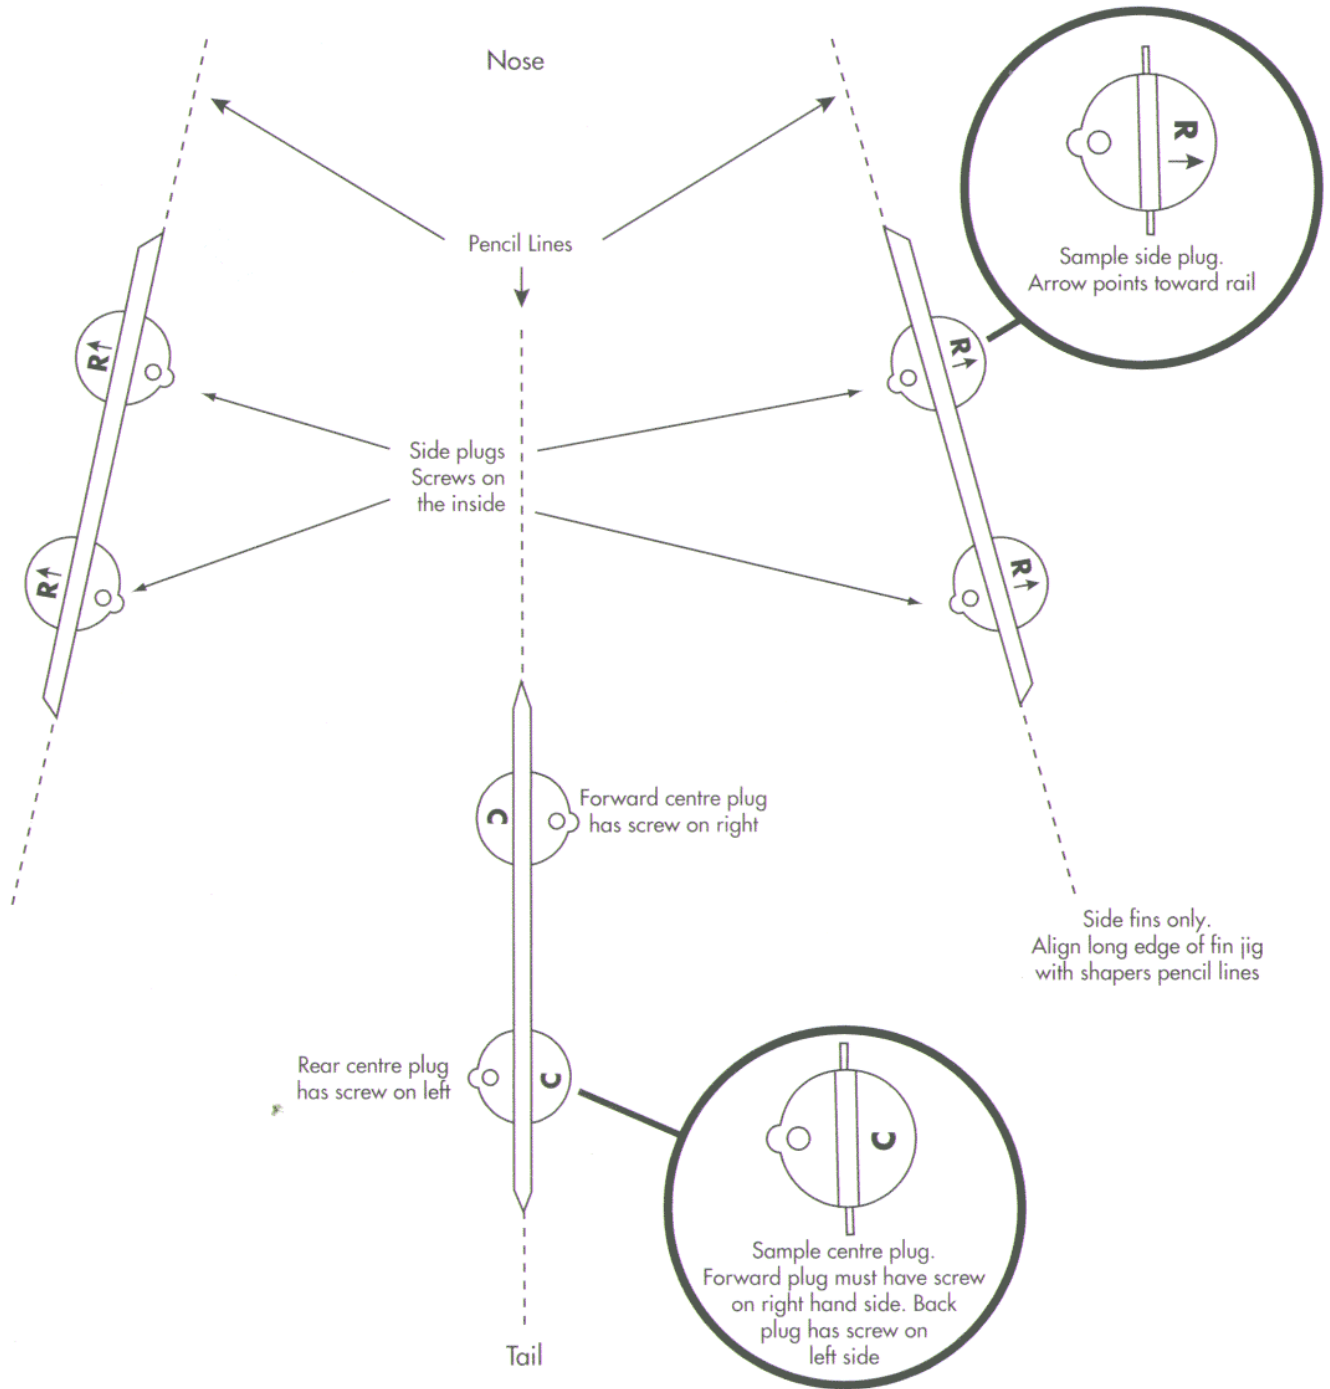 Nose
R
Sample side plug.
Arrow points toward rail
Pencil Lines
R
R
Side plugs
Screws on
the inside
R
R
C
Forward centre plug
has screw on right
Side fins only.
Align long edge of fin jig
with shapers pencil lines
Rear centre plug
has screw on left
C
C
Sample centre plug.
Forward plug must have screw
on right hand side. Back
plug has screw on
left side
Tail